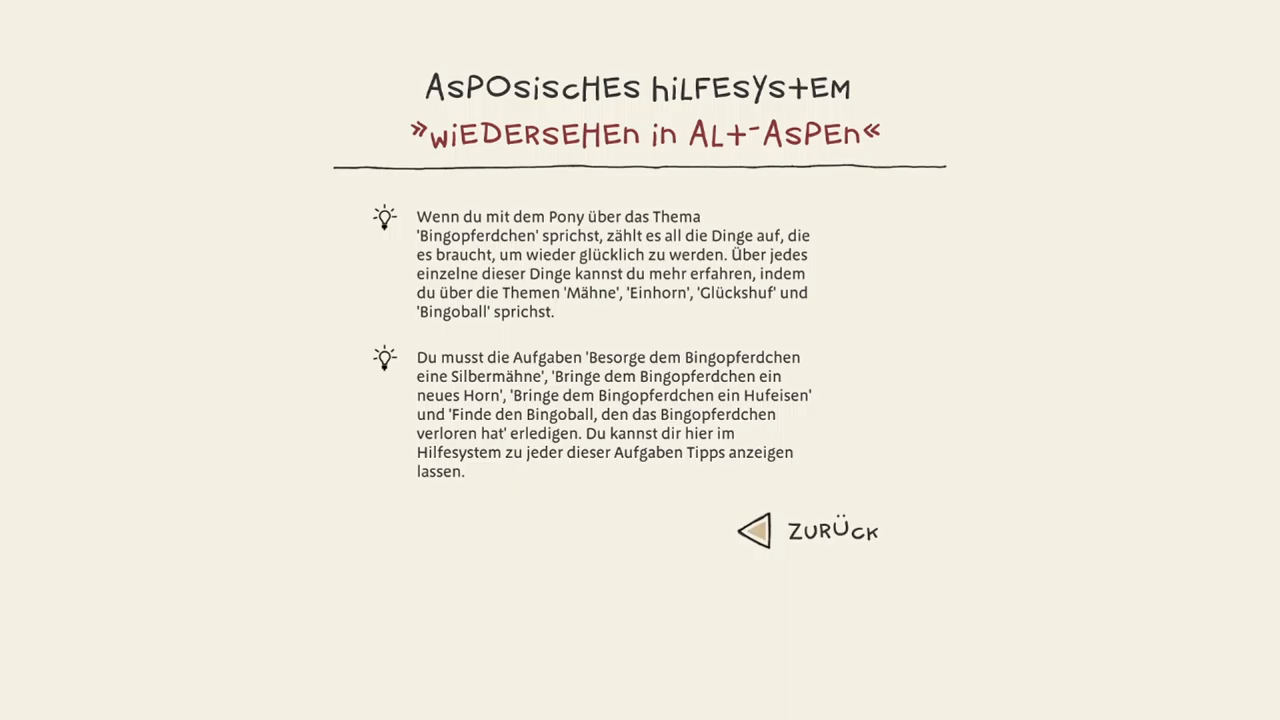 Asposisches Hilfesystem
»Wiedersehen in Alt-Aspen«
Wenn du mit dem Pony über das Thema
'Bingopferdchen' sprichst, zählt es all die Dinge auf, die
es braucht, um wieder glücklich zu werden. Über jedes
einzelne dieser Dinge kannst du mehr erfahren, indem
du über die Themen 'Mähne', 'Einhorn', 'Glückshuf' und
'Bingoball' sprichst.
Du musst die Aufgaben 'Besorge dem Bingopferdchen
eine Silbermähne', 'Bringe dem Bingopferdchen ein
neues Horn', 'Bringe dem Bingopferdchen ein Hufeisen'
und 'Finde den Bingoball, den das Bingopferdchen
verloren hat' erledigen. Du kannst dir hier im
Hilfesystem zu jeder dieser Aufgaben Tipps anzeigen
lassen.
Zurück